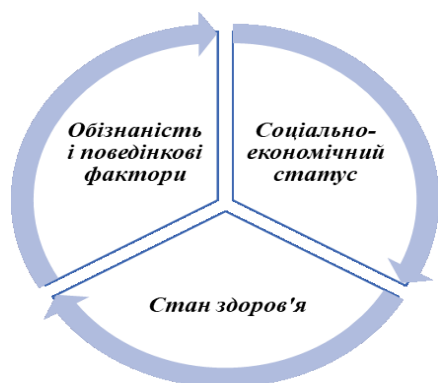 Обізнаність
і поведінкові
фактори
Соціально-
економічний
статус
Стан здоров'я